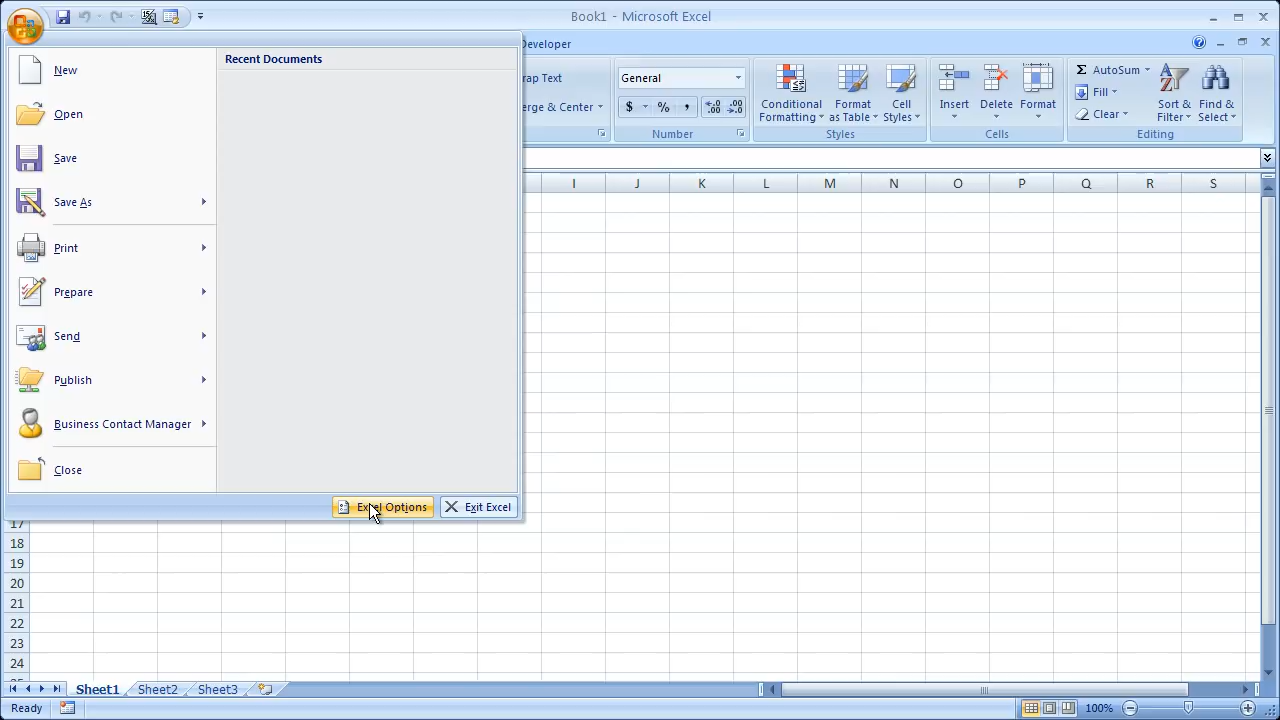 Book1 - Microsoft Excel
Developer
New
Open
Save
Save As
Print
Prepare
Send
Publish
Business Contact Manager
Close
Recent Documents
Excel Options
Exit Excel
rap Text
erge & Center
General
$ % ,
Number
Conditional
Formatting
Format
as Table
Cell
Styles
Styles
Insert
Delete
Format
Cells
Σ AutoSum
Fill
Clear
Sort &
Filter
Find &
Select
Editing
I J K L M N O P Q R S
17
18
19
20
21
22
23
24
Sheet1 Sheet2 Sheet3
Ready
100%